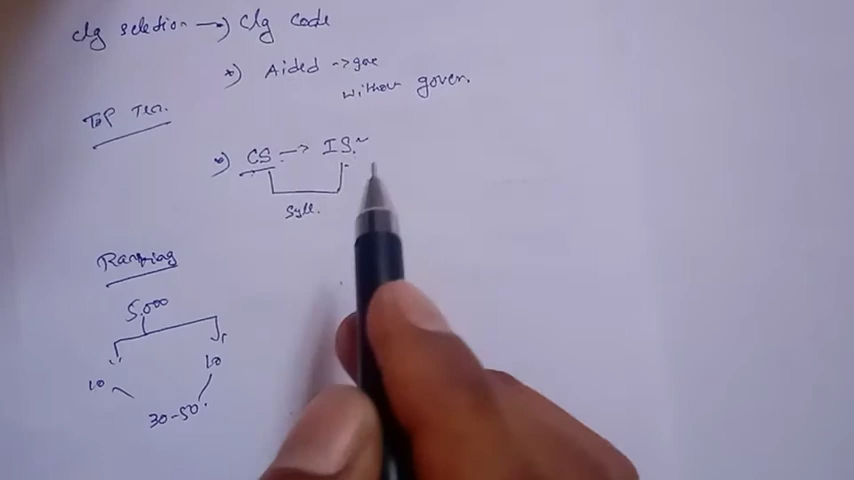 clg selection → clg code
*) Aided → gov
without govern.
Top Ten.
*) CS. → IS.
Syll.
Ranking
5.000
10 10
30-50.